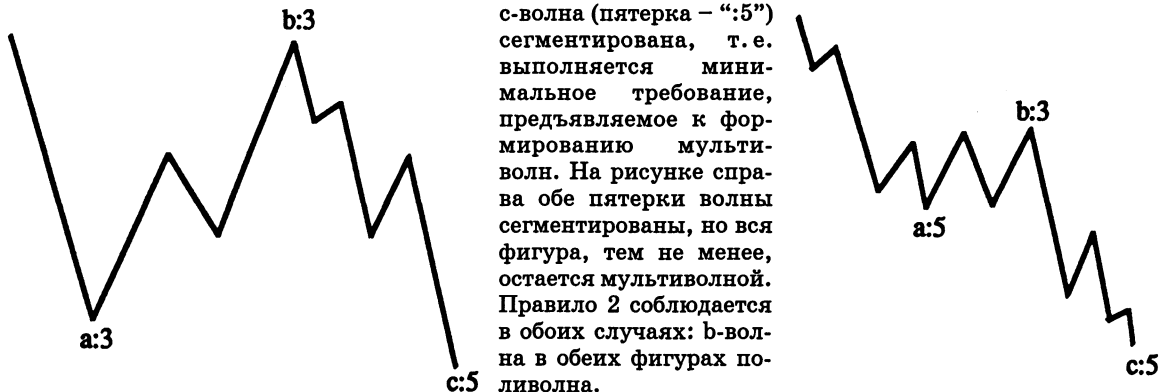 b:3
a:3
c:5
с-волна (пятерка – “:5”)
сегментирована, т. е.
выполняется мини-
мальное требование,
предъявляемое к фор-
мированию мульти-
волн. На рисунке спра-
ва обе пятерки волны
сегментированы, но вся
фигура, тем не менее,
остается мультиволной.
Правило 2 соблюдается
в обоих случаях: b-вол-
на в обеих фигурах по-
ливолна.
b:3
a:5
c:5